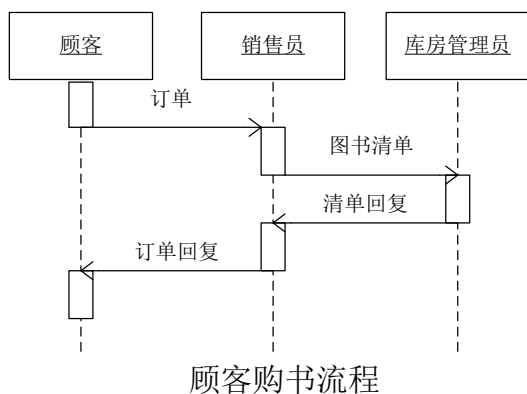 顾客
销售员
库房管理员
订单
图书清单
清单回复
订单回复
顾客购书流程